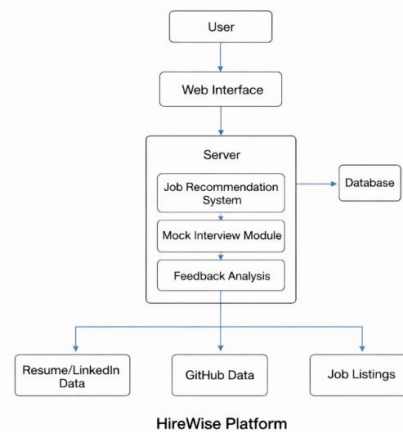 User
Web Interface
Server
Job Recommendation
System
Database
Mock Interview Module
Feedback Analysis
Resume/LinkedIn
Data
GitHub Data
Job Listings
HireWise Platform